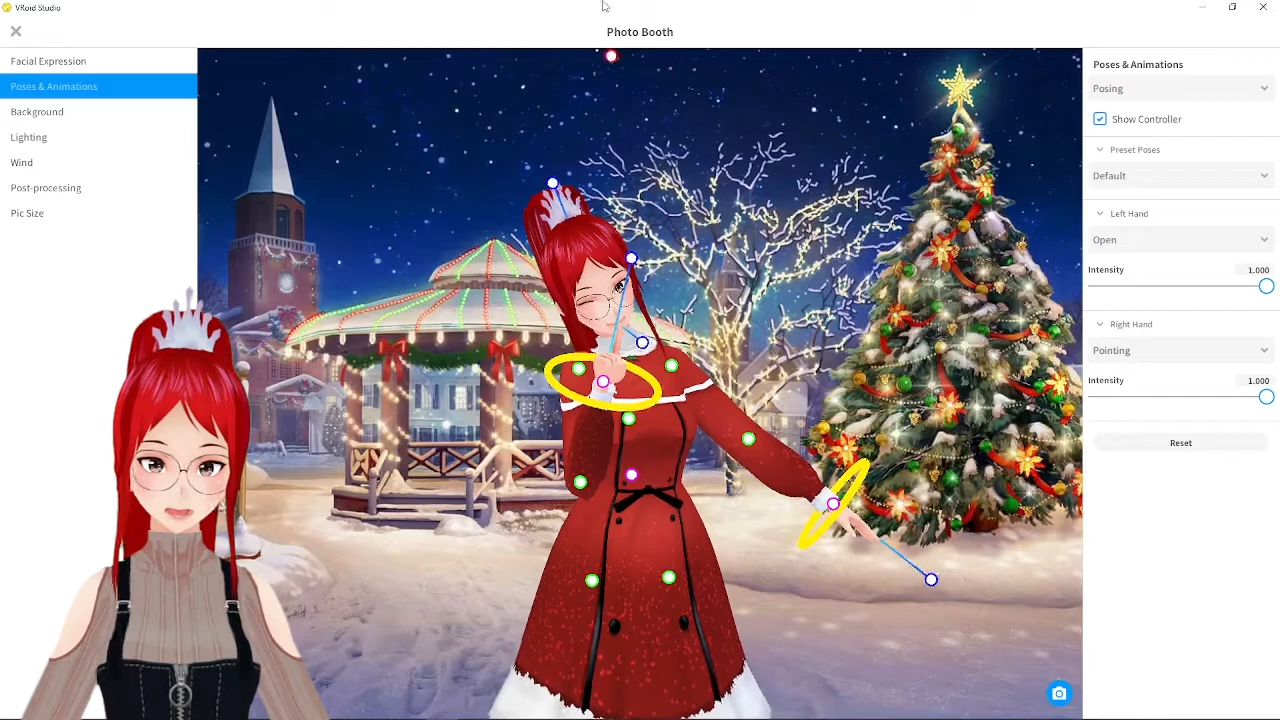 VRoid Studio
Photo Booth
Facial Expression
Poses & Animations
Background
Lighting
Wind
Post-processing
Pic Size
Poses & Animations
Posing
Show Controller
Preset Poses
Default
Left Hand
Open
Intensity 1.000
Right Hand
Pointing
Intensity 1.000
Reset